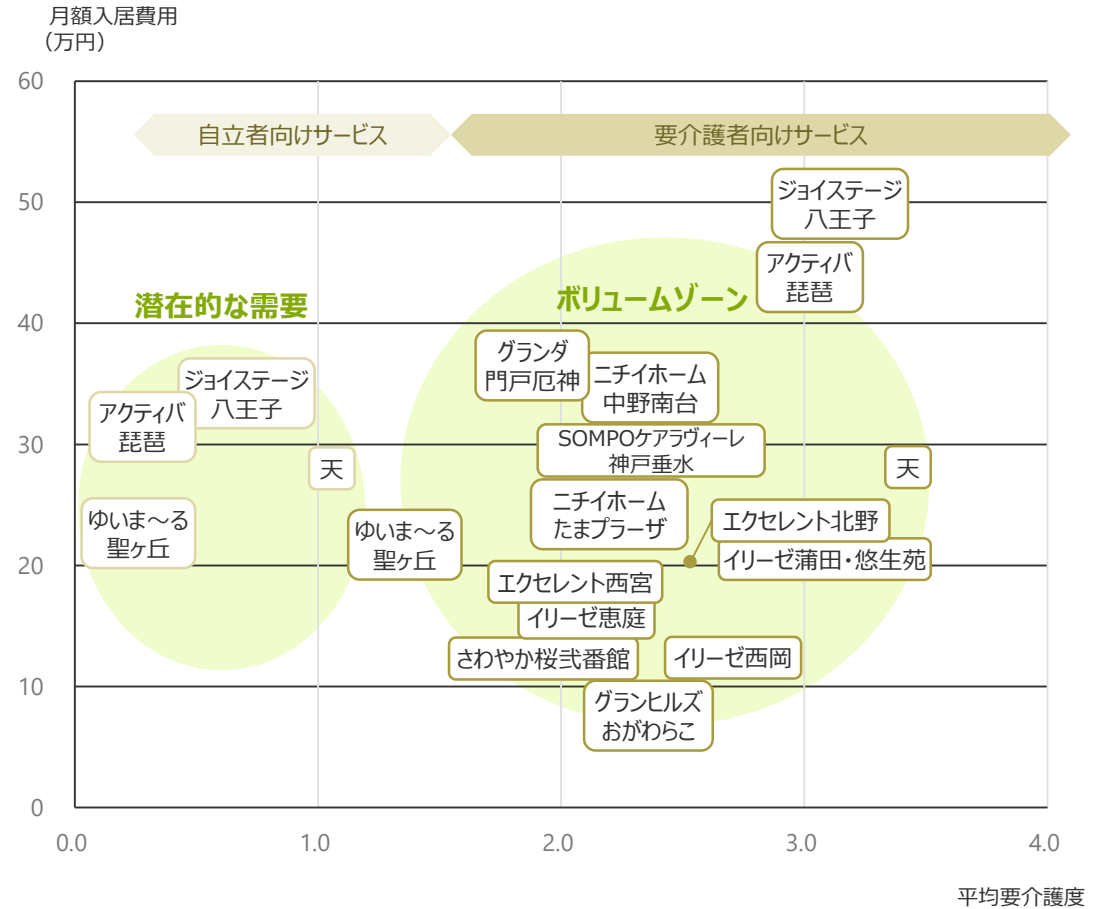 月額入居費用
(万円)
60
自立者向けサービス
要介護者向けサービス
50
ジョイステージ
八王子
アクティバ
琵琶
潜在的な需要
ボリュームゾーン
40
グランダ
門戸厄神
ニチイホーム
中野南台
ジョイステージ
八王子
アクティバ
琵琶
30
SOMPOケアラヴィーレ
神戸垂水
天
天
ニチイホーム
たまプラーザ
ゆいま～る
聖ヶ丘
ゆいま～る
聖ヶ丘
エクセレント北野
イリーゼ蒲田・悠生苑
20
エクセレント西宮
イリーゼ恵庭
さわやか桜弐番館
イリーゼ西岡
10
グランヒルズ
おがわらこ
0
0.0
1.0
2.0
3.0
4.0
平均要介護度